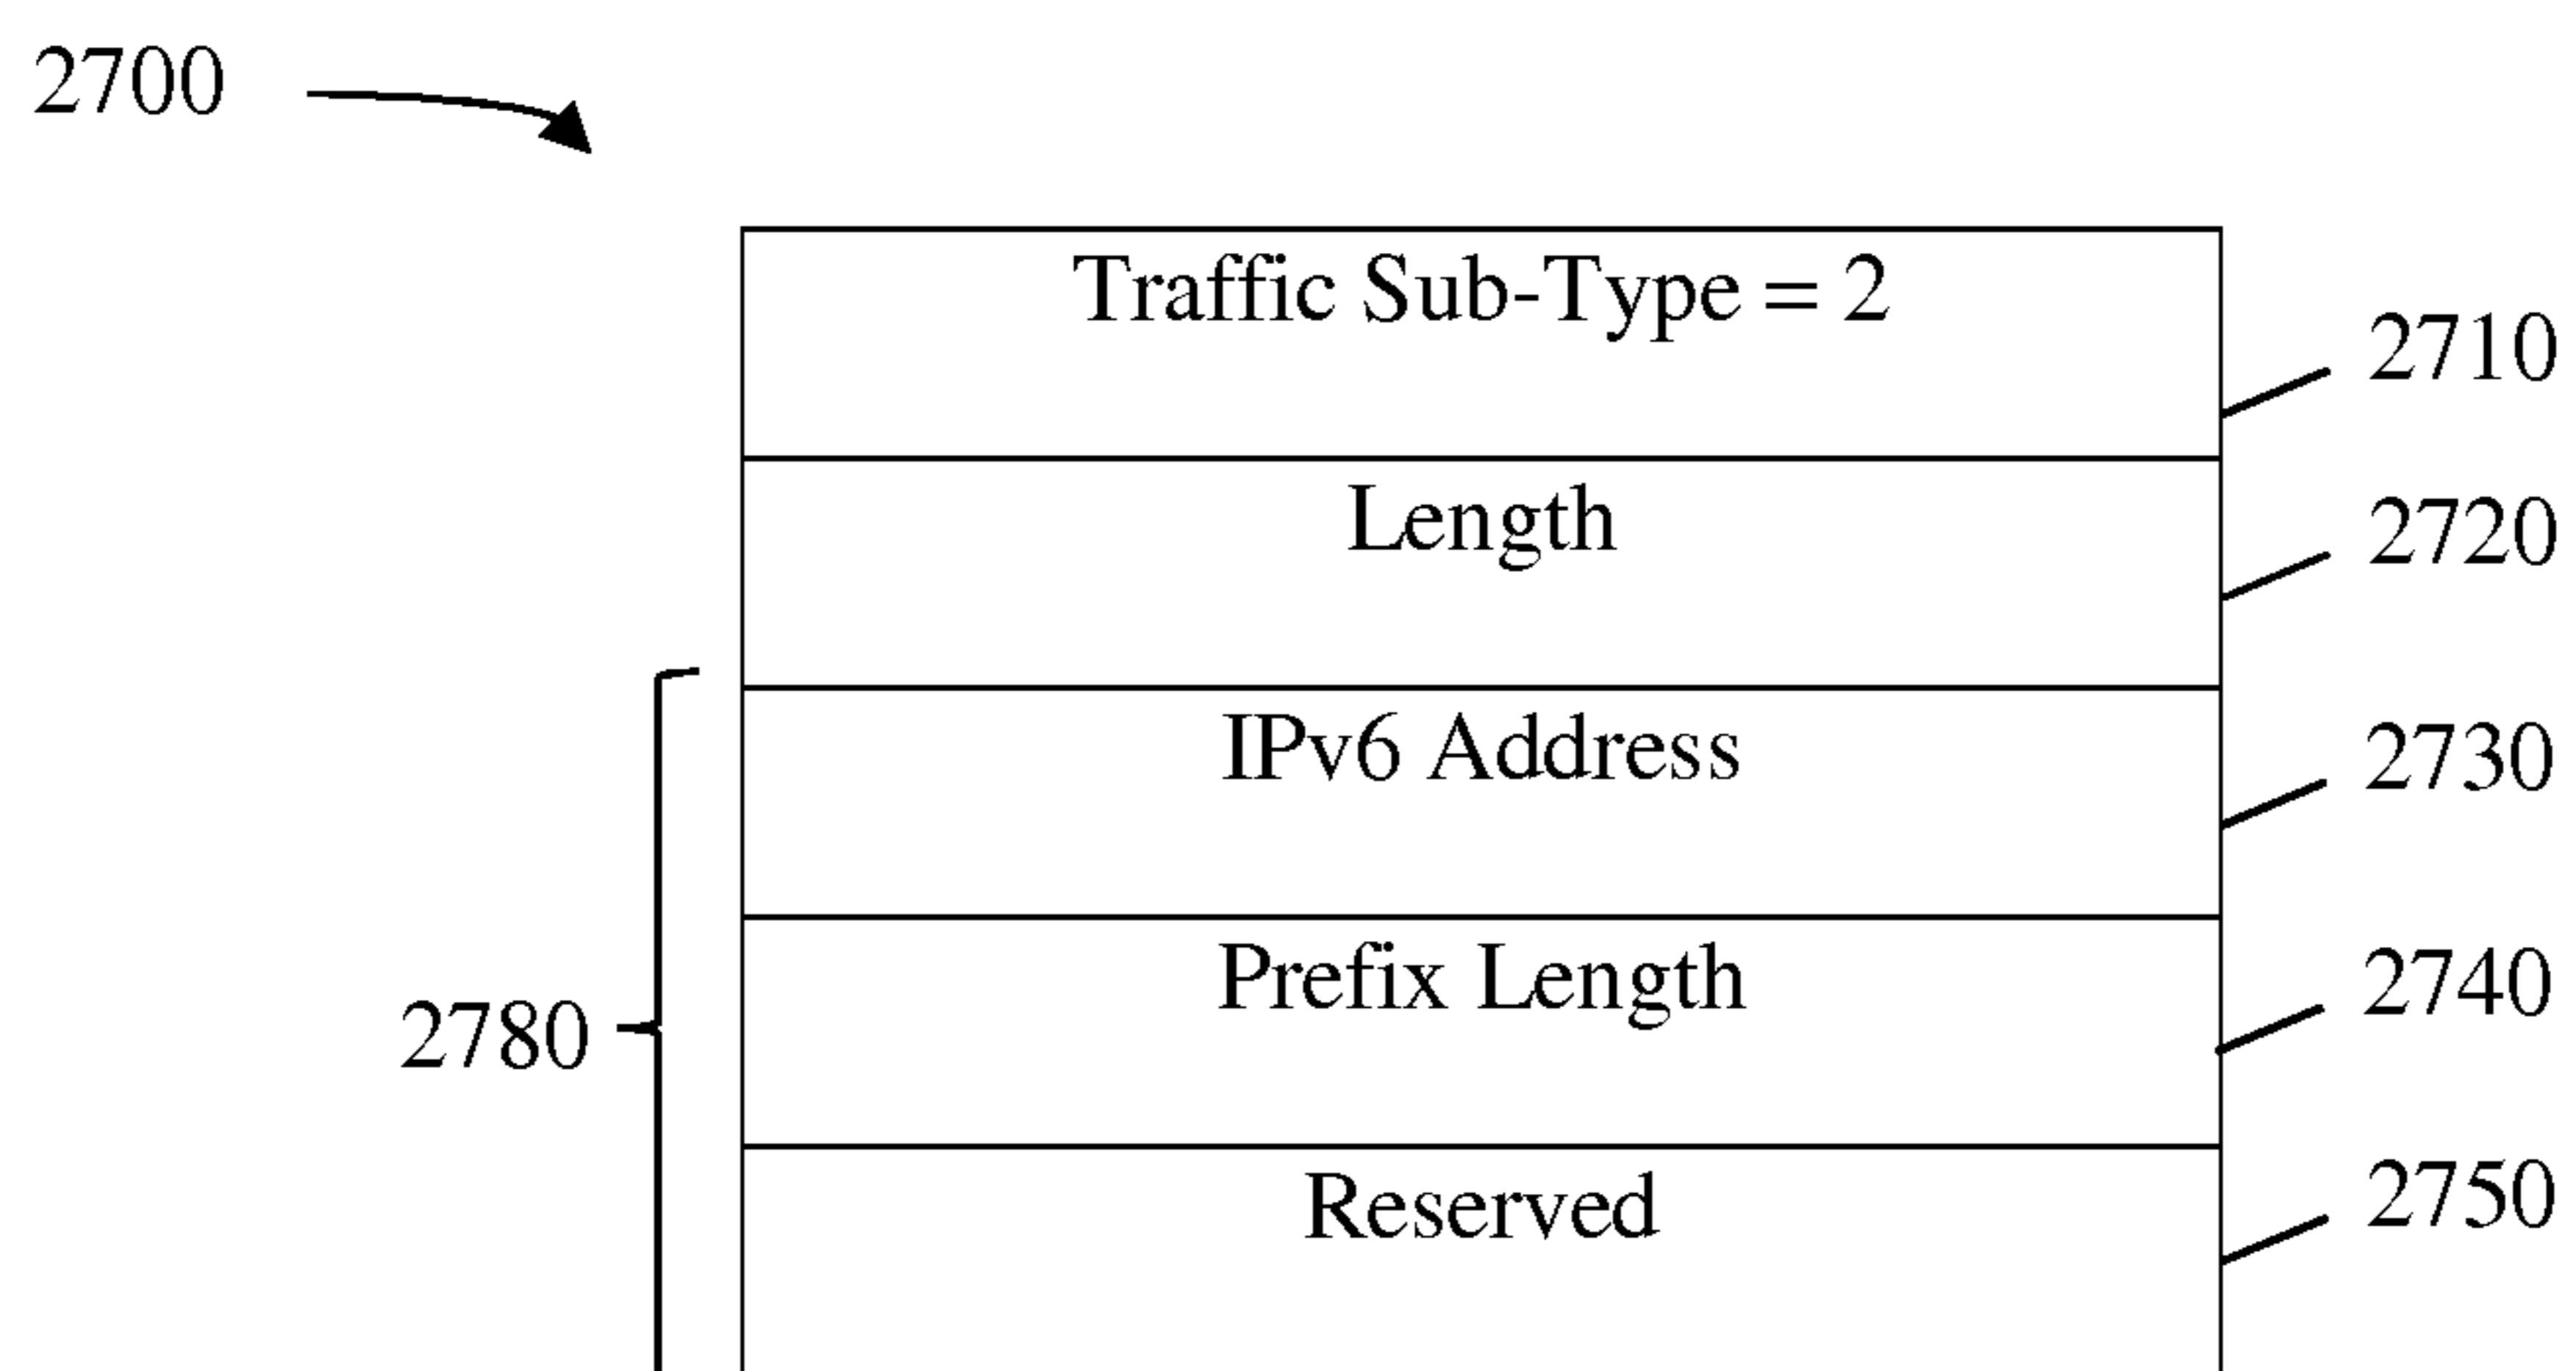 2700
Traffic Sub-Type = 2
2710
Length
2720
IPv6 Address
2730
Prefix Length
2740
2780
Reserved
2750